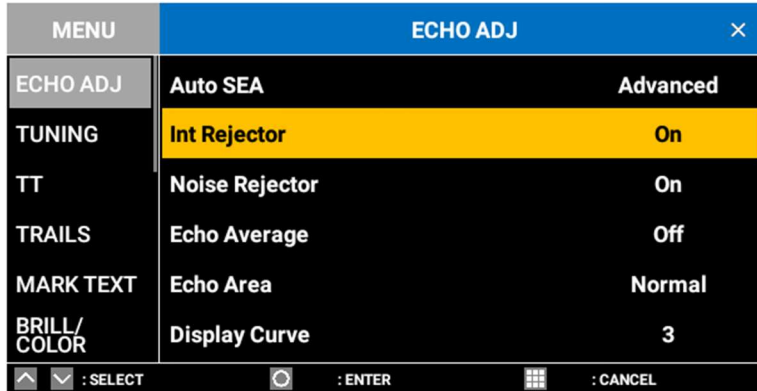 MENU ECHO ADJ ×
ECHO ADJ Auto SEA Advanced
TUNING Int Rejector On
TT Noise Rejector On
TRAILS Echo Average Off
MARK TEXT Echo Area Normal
BRILL/
COLOR Display Curve 3
: SELECT : ENTER : CANCEL